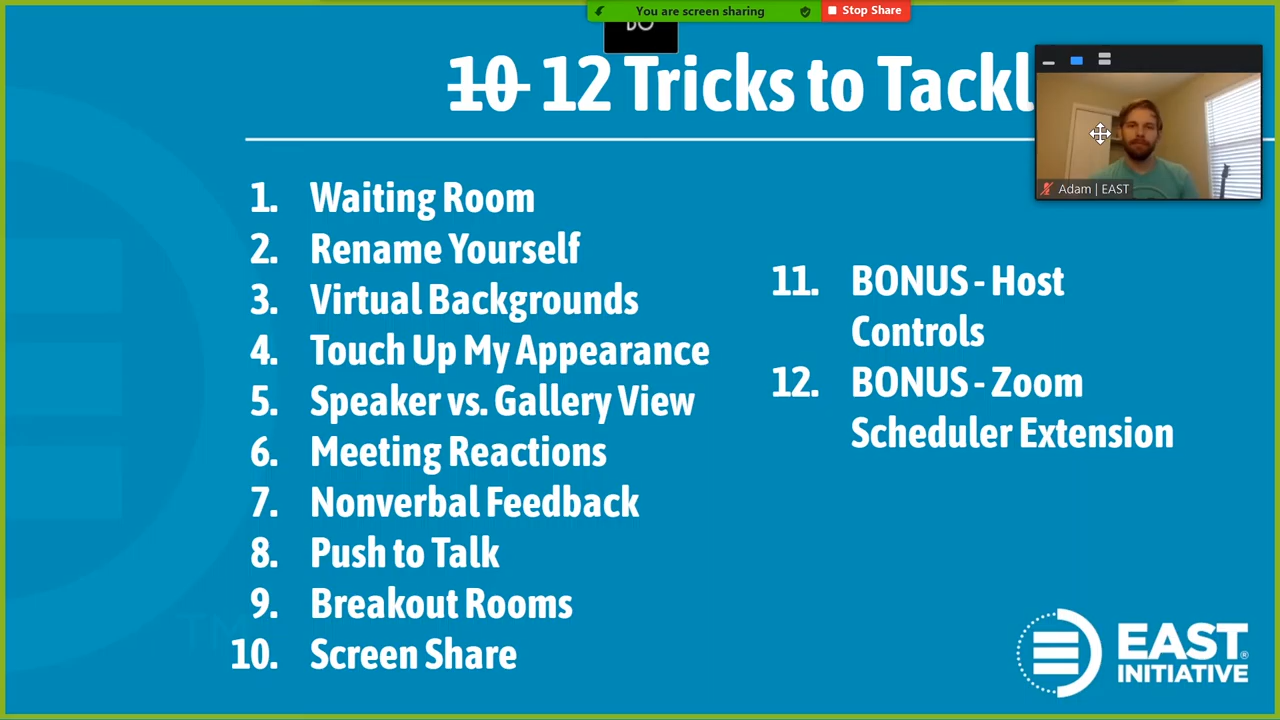 You are screen sharing
Stop Share
10 12 Tricks to Tackl
Adam | EAST
1. Waiting Room
2. Rename Yourself
3. Virtual Backgrounds
4. Touch Up My Appearance
5. Speaker vs. Gallery View
6. Meeting Reactions
7. Nonverbal Feedback
8. Push to Talk
9. Breakout Rooms
10. Screen Share
11. BONUS - Host
Controls
12. BONUS - Zoom
Scheduler Extension
TM
EAST®
INITIATIVE